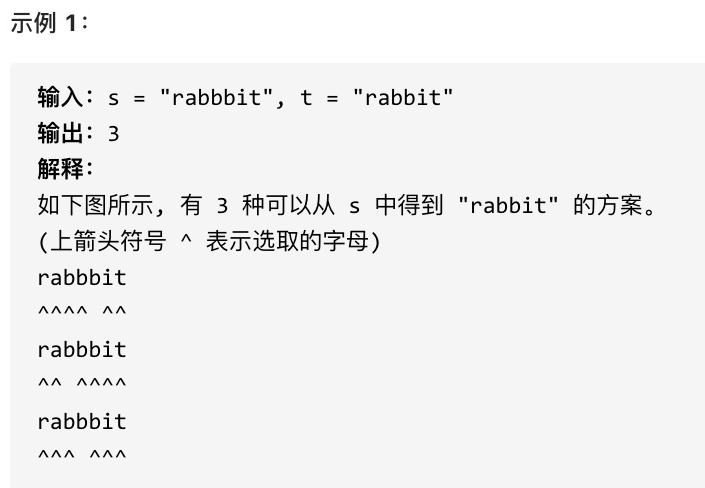 示例 1：
输入：s = "rabbbit", t = "rabbit"
输出：3
解释：
如下图所示, 有 3 种可以从 s 中得到 "rabbit" 的方案。
(上箭头符号 ^ 表示选取的字母)
rabbbit
^^^^ ^^
rabbbit
^^ ^^^^
rabbbit
^^^ ^^^